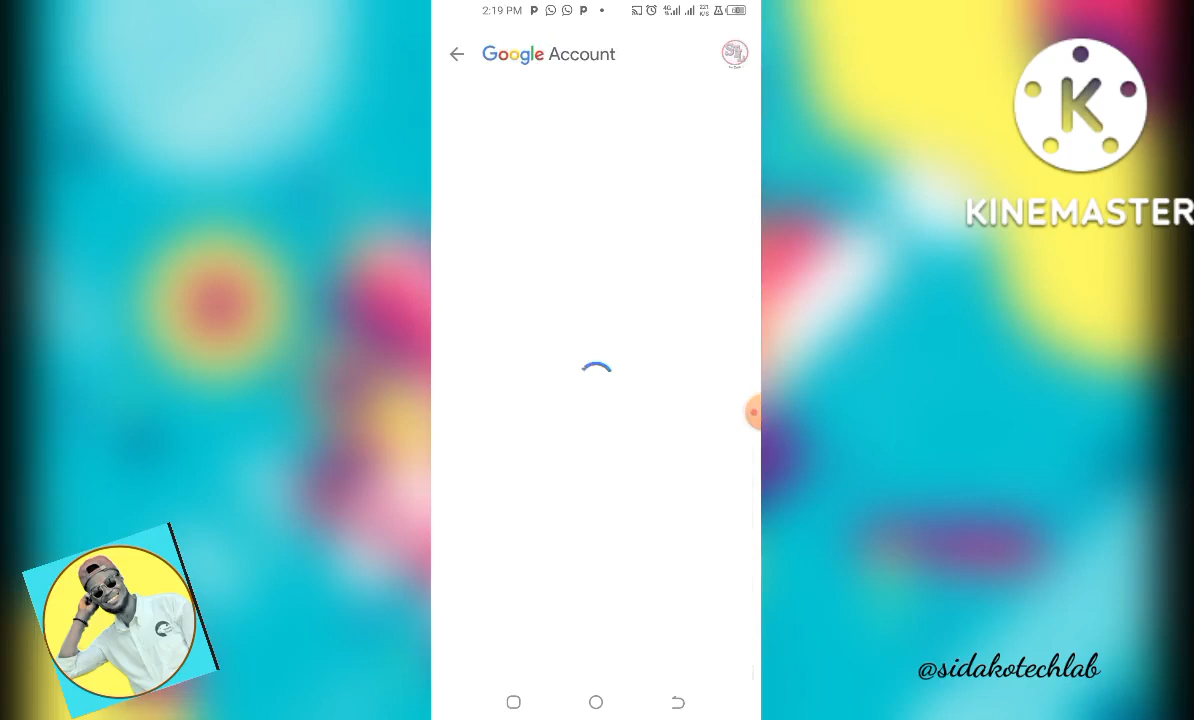 2:19 PM
Google Account
K
KINEMASTER
@sidakotechlab